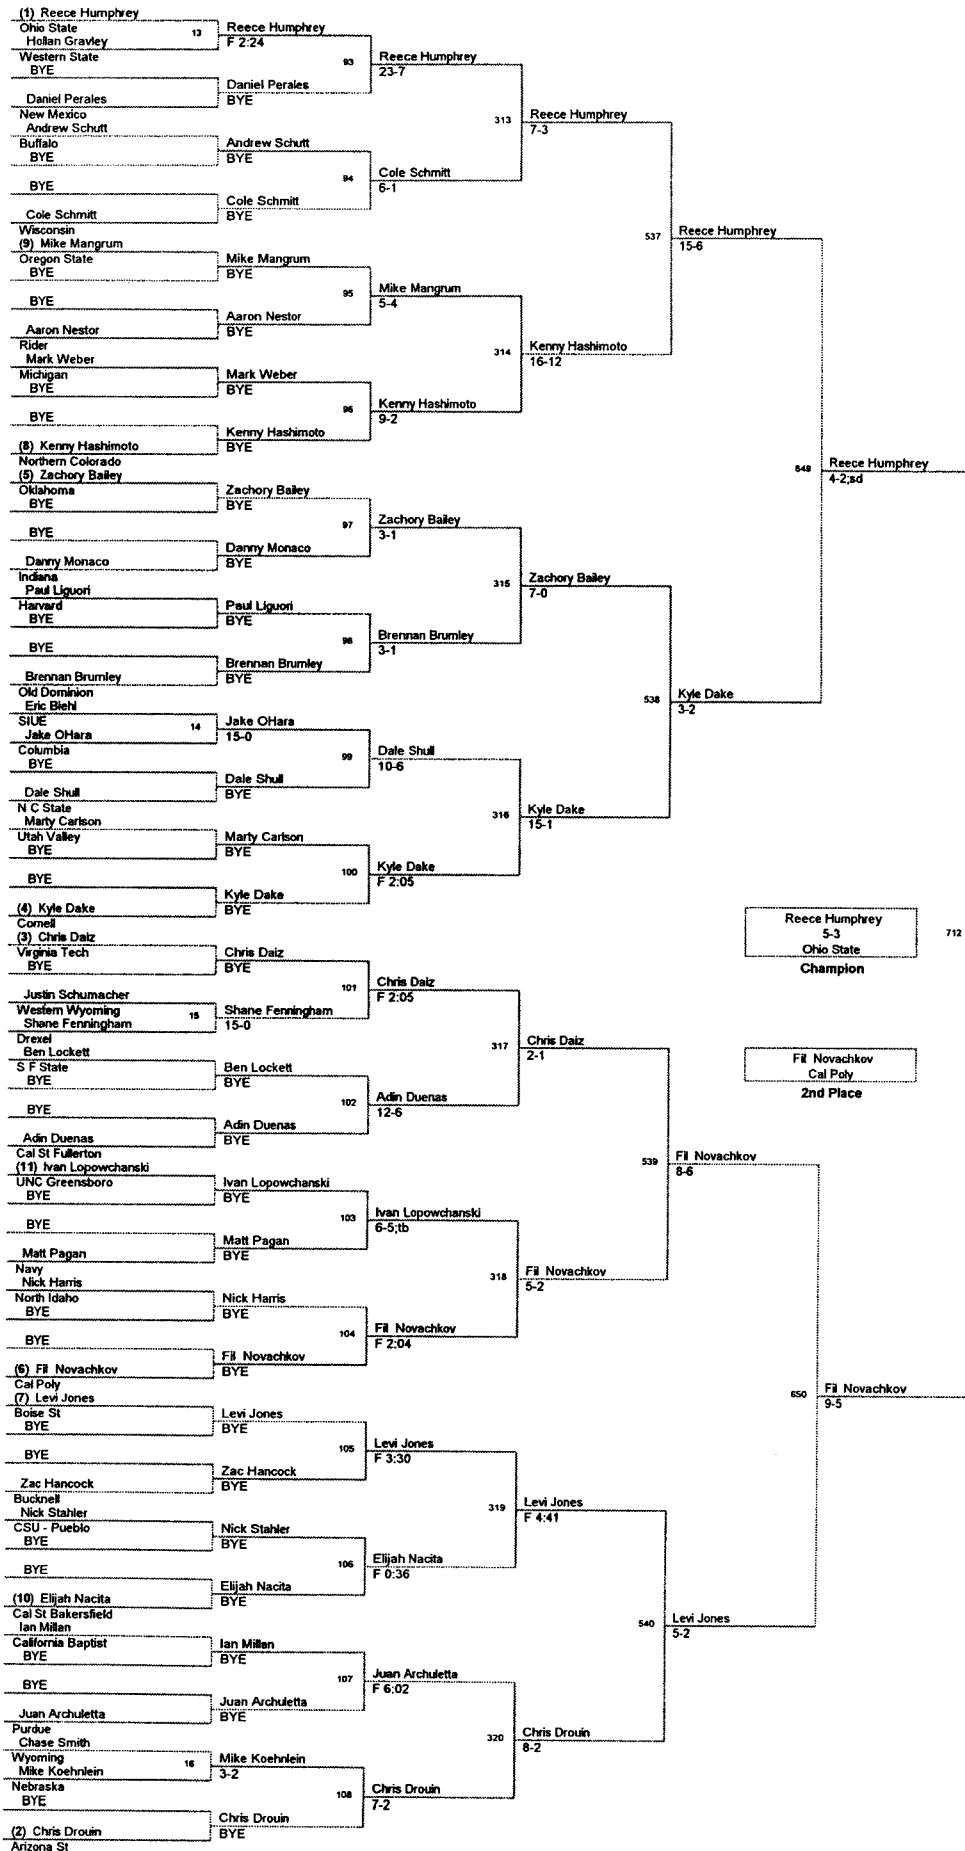 (1) Reece Humphrey
Ohio State
13
Reece Humphrey
Hollan Gravley
F 2:24
Western State
93
Reece Humphrey
BYE
23-7
Daniel Perales
Daniel Perales
BYE
New Mexico
313
Reece Humphrey
Andrew Schutt
7-3
Buffalo
Andrew Schutt
BYE
BYE
94
Cole Schmitt
BYE
6-1
Cole Schmitt
Cole Schmitt
BYE
Wisconsin
537
Reece Humphrey
(9) Mike Mangrum
15-6
Oregon State
Mike Mangrum
BYE
BYE
95
Mike Mangrum
BYE
5-4
Aaron Nestor
Aaron Nestor
BYE
Rider
314
Kenny Hashimoto
Mark Weber
16-12
Michigan
Mark Weber
BYE
BYE
96
Kenny Hashimoto
BYE
9-2
Kenny Hashimoto
(8) Kenny Hashimoto
BYE
Northern Colorado
649
Reece Humphrey
(5) Zachory Bailey
4-2;sd
Oklahoma
Zachory Bailey
BYE
BYE
97
Zachory Bailey
BYE
3-1
Danny Monaco
Danny Monaco
BYE
Indiana
315
Zachory Bailey
Paul Liguori
7-0
Harvard
Paul Liguori
BYE
BYE
98
Brennan Brumley
BYE
3-1
Brennan Brumley
Brennan Brumley
BYE
Old Dominion
538
Kyle Dake
Eric Biehl
3-2
SIUE
14
Jake OHara
Jake OHara
15-0
Columbia
99
Dale Shull
BYE
10-6
Dale Shull
Dale Shull
BYE
N C State
316
Kyle Dake
Marty Carlson
15-1
Utah Valley
Marty Carlson
BYE
BYE
100
Kyle Dake
BYE
F 2:05
Kyle Dake
(4) Kyle Dake
BYE
Cornell
Reece Humphrey
(3) Chris Daiz
5-3
712
Virginia Tech
Chris Daiz
Ohio State
BYE
BYE
Champion
101
Chris Daiz
Justin Schumacher
F 2:05
Western Wyoming
15
Shane Fenningham
Shane Fenningham
15-0
Drexel
317
Chris Daiz
Ben Lockett
2-1
S F State
Ben Lockett
Fil Novachkov
BYE
BYE
Cal Poly
102
Adin Duenas
2nd Place
BYE
12-6
Adin Duenas
Adin Duenas
BYE
Cal St Fullerton
539
Fil Novachkov
(11) Ivan Lopowchanski
8-6
UNC Greensboro
Ivan Lopowchanski
BYE
BYE
103
Ivan Lopowchanski
BYE
6-5;tb
Matt Pagan
Matt Pagan
BYE
Navy
318
Fil Novachkov
Nick Harris
5-2
North Idaho
Nick Harris
BYE
BYE
104
Fil Novachkov
BYE
F 2:04
Fil Novachkov
(6) Fil Novachkov
BYE
Cal Poly
650
Fil Novachkov
(7) Levi Jones
9-5
Boise St
Levi Jones
BYE
BYE
105
Levi Jones
BYE
F 3:30
Zac Hancock
Zac Hancock
BYE
Bucknell
319
Levi Jones
Nick Stahler
F 4:41
CSU - Pueblo
Nick Stahler
BYE
BYE
106
Elijah Nacita
BYE
F 0:36
Elijah Nacita
(10) Elijah Nacita
BYE
Cal St Bakersfield
540
Levi Jones
Ian Millan
5-2
California Baptist
Ian Millan
BYE
BYE
107
Juan Archuletta
BYE
F 6:02
Juan Archuletta
Juan Archuletta
BYE
Purdue
320
Chris Drouin
Chase Smith
8-2
Wyoming
16
Mike Koehnlein
Mike Koehnlein
3-2
Nebraska
108
Chris Drouin
BYE
7-2
Chris Drouin
(2) Chris Drouin
BYE
Arizona St